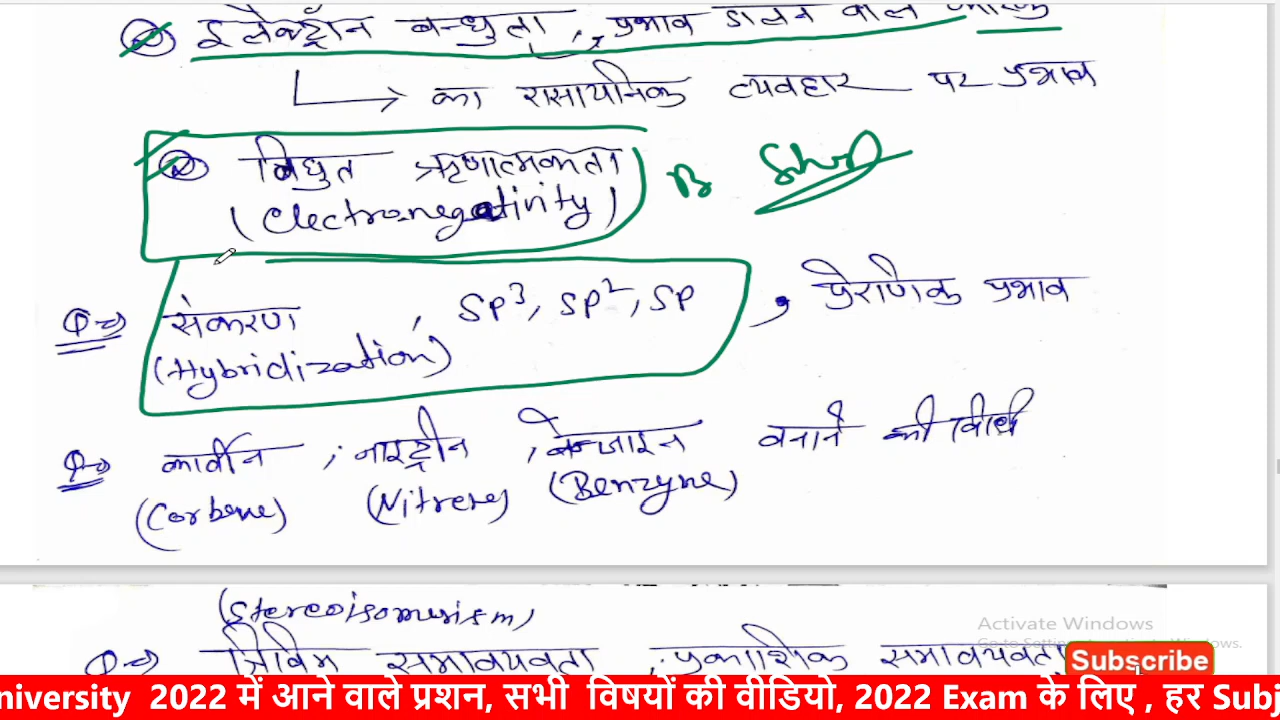 इलैक्ट्रॉन बन्धुता, प्रभाव डालने वाले
का रासायनिक व्यवहार पर प्रभाव
विधुत ऋणात्मकता
(Electronegativity)
Q⇒ संकरण , SP³, SP², SP , प्रेरणिक प्रभाव
(Hybridization)
Q⇒ कार्बीन , नाइट्रीन , बेन्जाइन बनाने की विधि
(Carbene) (Nitrene) (Benzyne)
(Stereoisomerism)
Q⇒ त्रिविम समावयवता , प्रकाशिक समावयवता
Activate Windows
Subscribe
niversity 2022 में आने वाले प्रशन, सभी विषयों की वीडियो, 2022 Exam के लिए , हर Subj